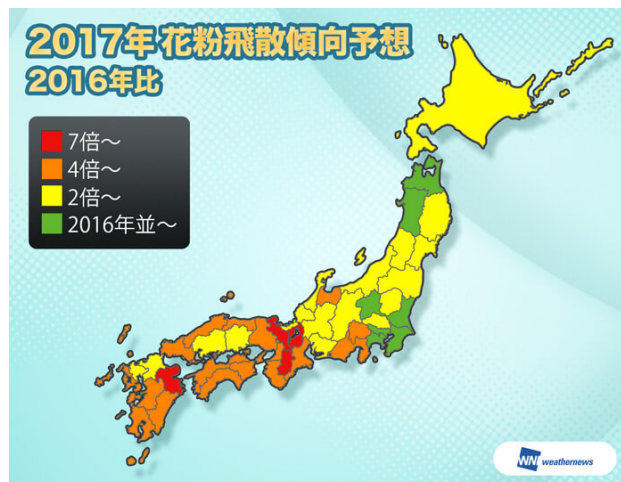 2017年 花粉飛散傾向予想
2016年比
7倍～
4倍～
2倍～
2016年並～
WNI weathernews